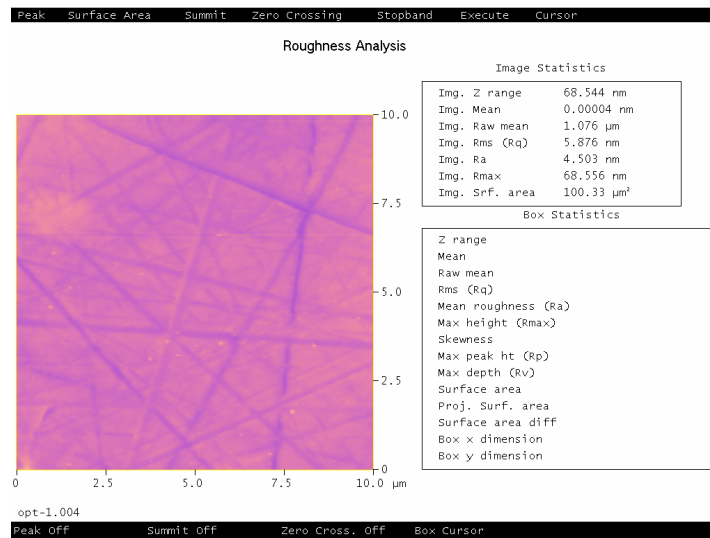 Peak Surface Area Summit Zero Crossing Stopband Execute Cursor
Roughness Analysis
Image Statistics
Img. Z range 68.544 nm
Img. Mean 0.00004 nm
Img. Raw mean 1.076 µm
Img. Rms (Rq) 5.876 nm
Img. Ra 4.503 nm
Img. Rmax 68.556 nm
Img. Srf. area 100.33 µm²
Box Statistics
Z range
Mean
Raw mean
Rms (Rq)
Mean roughness (Ra)
Max height (Rmax)
Skewness
Max peak ht (Rp)
Max depth (Rv)
Surface area
Proj. Surf. area
Surface area diff
Box x dimension
Box y dimension
10.0
7.5
5.0
2.5
0
0 2.5 5.0 7.5 10.0 µm
opt-1.004
Peak Off Summit Off Zero Cross. Off Box Cursor